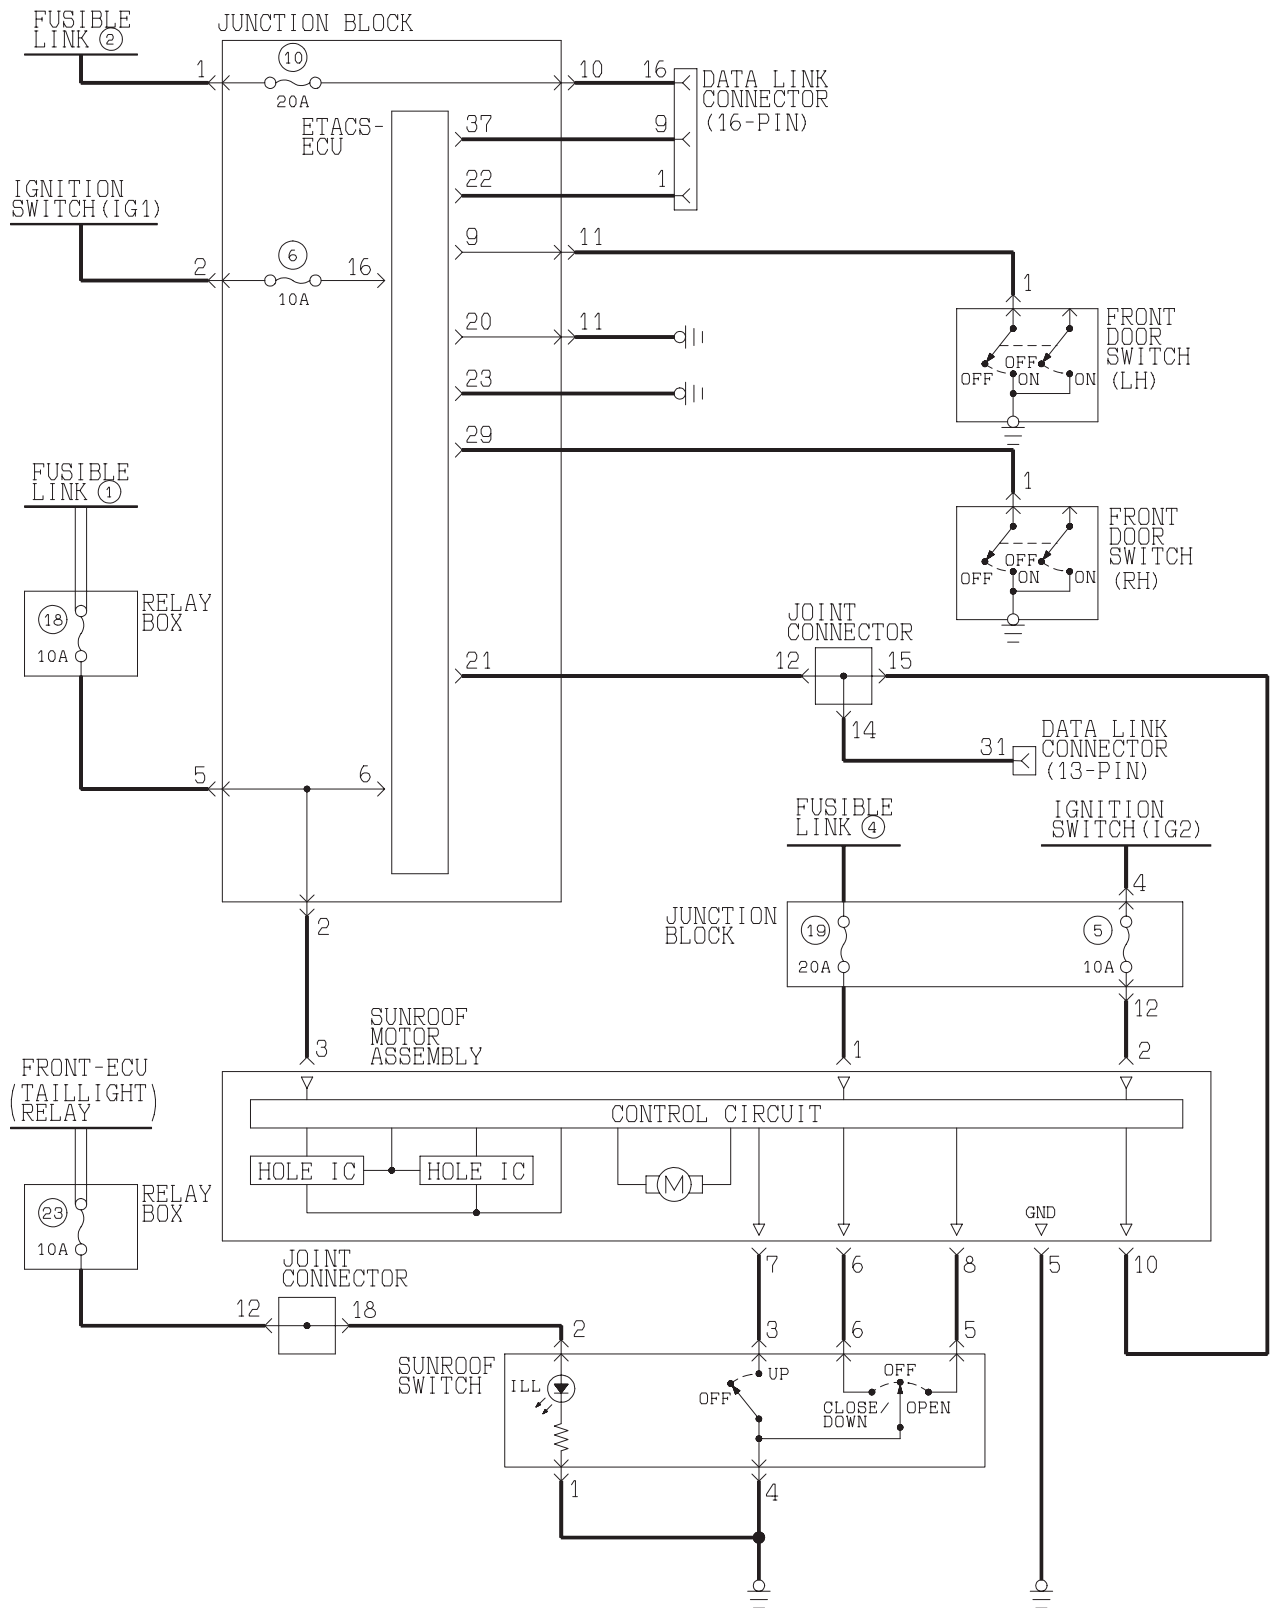 FUSIBLE
LINK 2
JUNCTION BLOCK
1
10
20A
10
16
DATA LINK
CONNECTOR
(16-PIN)
ETACS-
ECU
37
9
22
1
IGNITION
SWITCH(IG1)
2
6
10A
16
9
11
1
FRONT
DOOR
SWITCH
(LH)
OFF
OFF
ON
ON
20
11
23
29
1
FRONT
DOOR
SWITCH
(RH)
OFF
OFF
ON
ON
FUSIBLE
LINK 1
18
10A
RELAY
BOX
JOINT
CONNECTOR
21
12
15
14
31
DATA LINK
CONNECTOR
(13-PIN)
5
6
2
FUSIBLE
LINK 4
IGNITION
SWITCH(IG2)
4
JUNCTION
BLOCK
19
20A
5
10A
12
SUNROOF
MOTOR
ASSEMBLY
3
1
2
FRONT-ECU
(TAILLIGHT)
RELAY
CONTROL CIRCUIT
HOLE IC
HOLE IC
M
23
10A
RELAY
BOX
GND
7
6
8
5
10
JOINT
CONNECTOR
12
18
2
3
6
5
SUNROOF
SWITCH
ILL
OFF
UP
OFF
CLOSE/
DOWN
OPEN
1
4